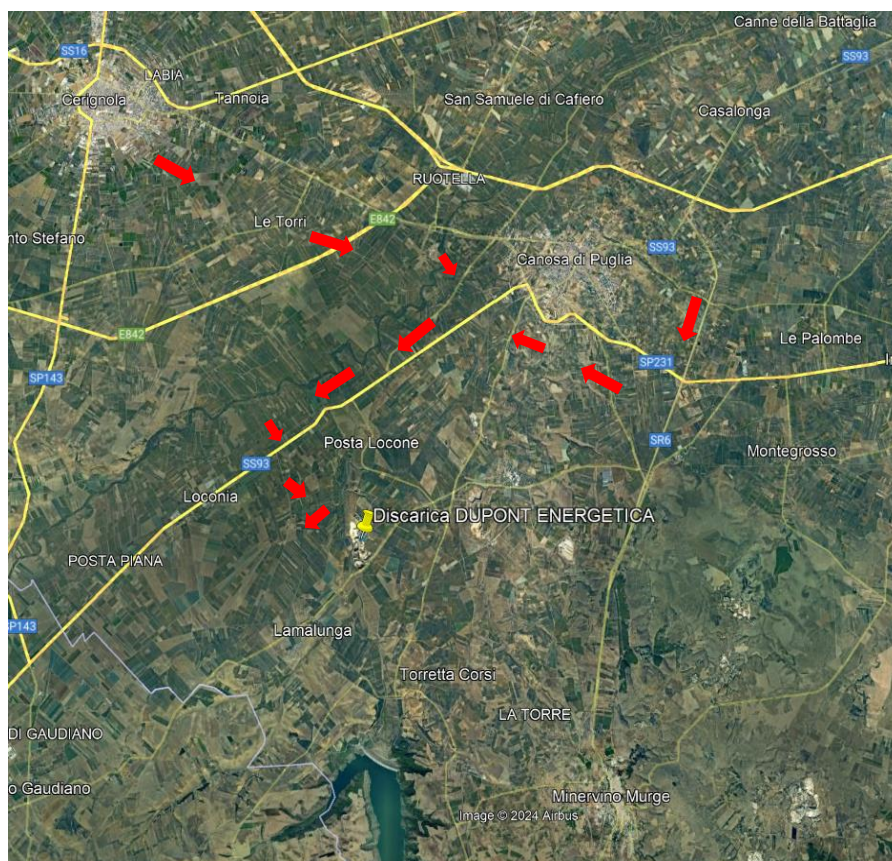 Canne della Battaglia
SS16
SS93
LABIA
Cerignola
Tannoia
San Samuele di Cafiero
Casalonga
RUOTELLA
Le Torri
E842
nto Stefano
SS93
Canosa di Puglia
E842
Le Palombe
SP143
SP231
SR6
Posta Locone
Montegrosso
SS93
Loconia
Discarica DUPONT ENERGETICA
POSTA PIANA
SP143
Lamalunga
Torretta Corsi
LA TORRE
DI GAUDIANO
o Gaudiano
Minervino Murge
Image © 2024 Airbus